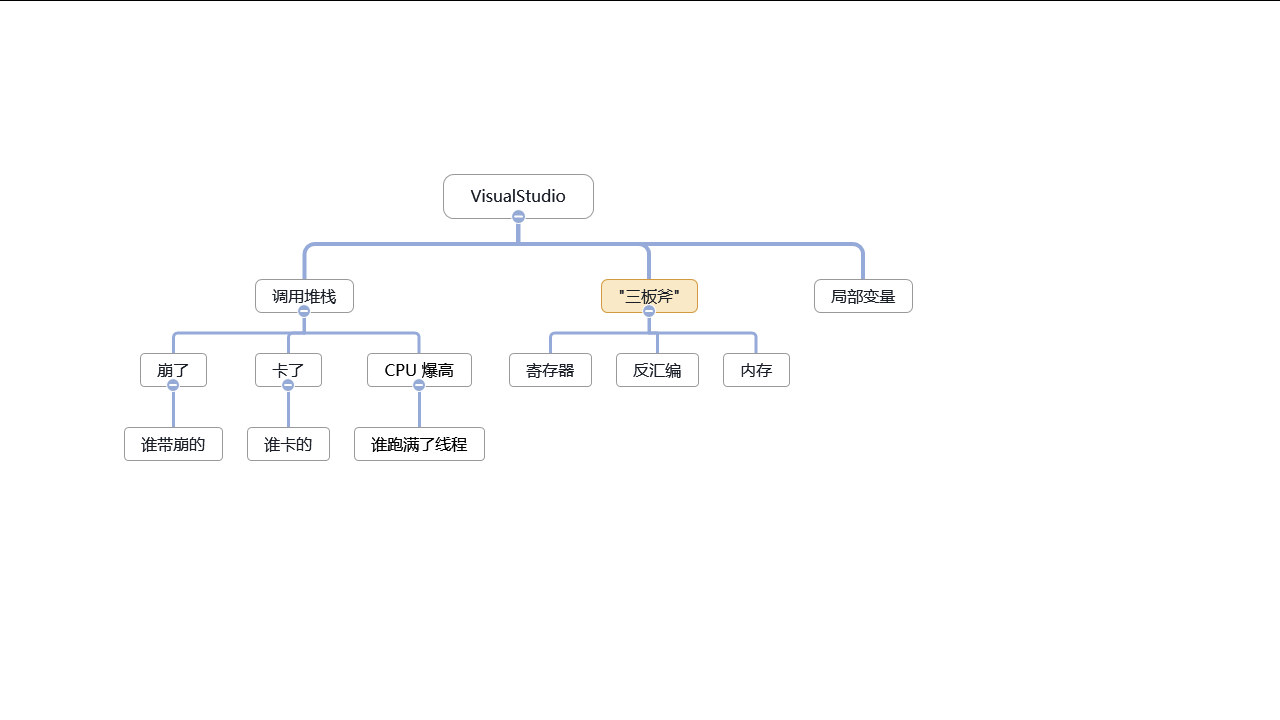 VisualStudio
调用堆栈
"三板斧"
局部变量
崩了
卡了
CPU 爆高
寄存器
反汇编
内存
谁带崩的
谁卡的
谁跑满了线程